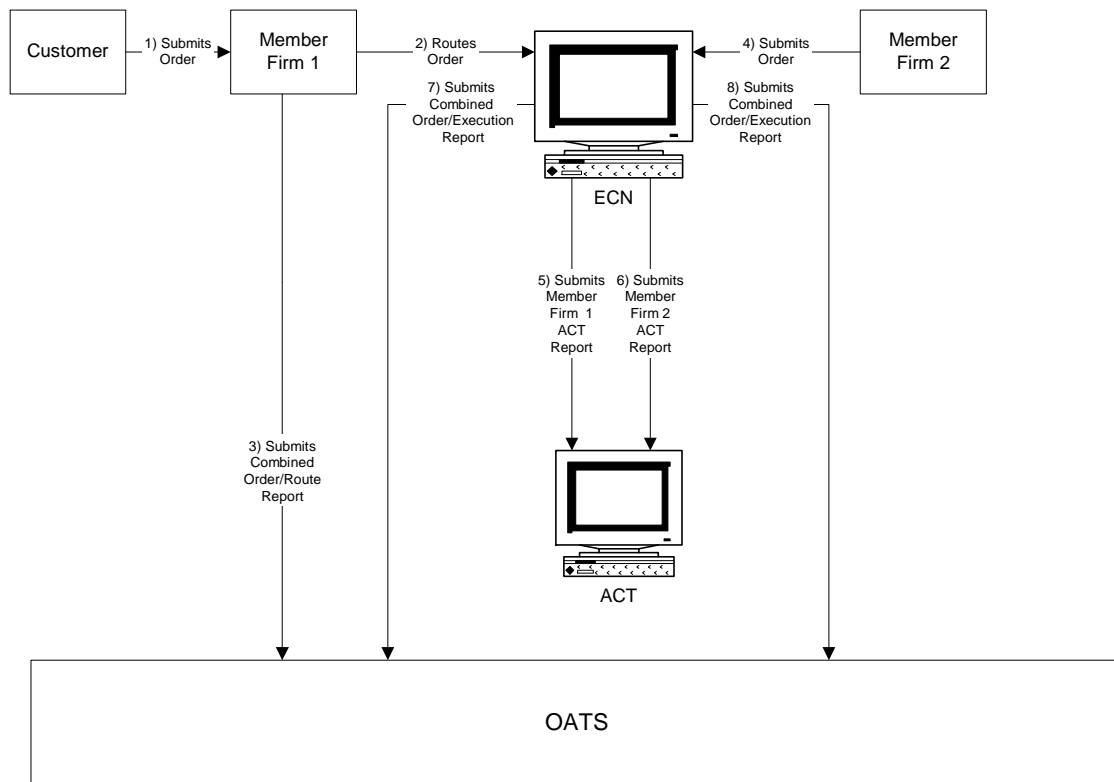 Customer
1) Submits
Order
Member
Firm 1
2) Routes
Order
4) Submits
Order
Member
Firm 2
7) Submits
Combined
Order/Execution
Report
8) Submits
Combined
Order/Execution
Report
ECN
5) Submits
Member
Firm 1
ACT
Report
6) Submits
Member
Firm 2
ACT
Report
3) Submits
Combined
Order/Route
Report
ACT
OATS